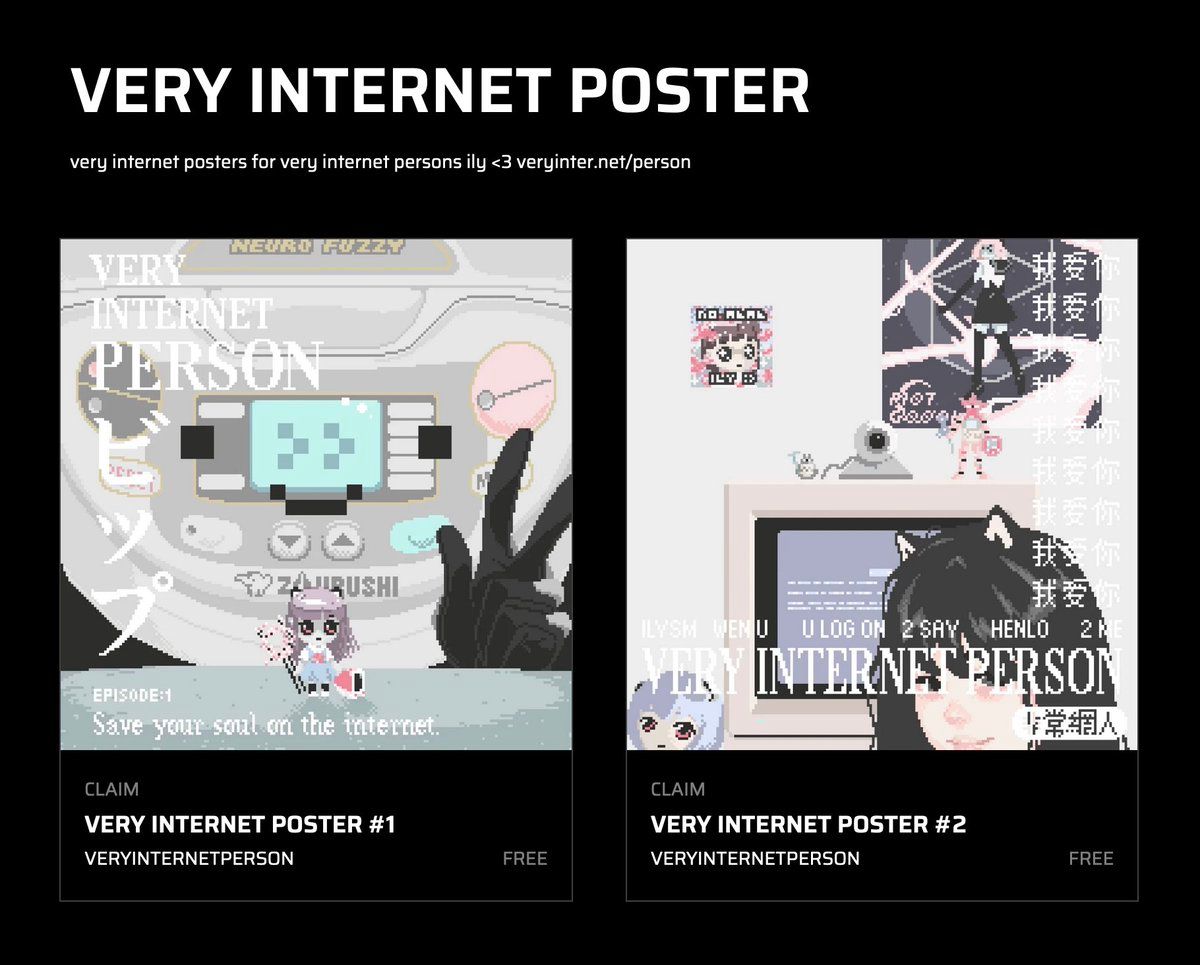 VERY INTERNET POSTER
very internet posters for very internet persons ily <3 veryinter.net/person
NEURO FUZZY
VERY
INTERNET
PERSON
ビップ
ZOJIRUSHI
EPISODE:1
Save your soul on the internet.
CLAIM
VERY INTERNET POSTER #1
VERYINTERNETPERSON
FREE
我爱你
我爱你
我爱你
我爱你
我爱你
我爱你
我爱你
我爱你
我爱你
ILYSM WEN U U LOG ON 2 SAY HENLO 2 ME
VERY INTERNET PERSON
非常網人
CLAIM
VERY INTERNET POSTER #2
VERYINTERNETPERSON
FREE